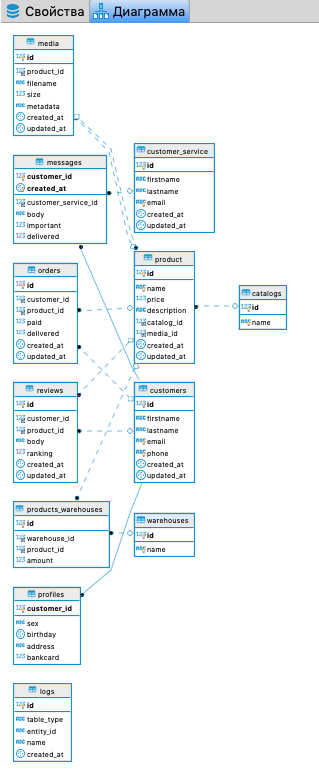 Свойства
Диаграмма
media
id
product_id
filename
size
metadata
created_at
updated_at
messages
customer_id
created_at
customer_service_id
body
important
delivered
customer_service
id
firstname
lastname
email
created_at
updated_at
orders
id
customer_id
product_id
paid
delivered
created_at
updated_at
product
id
name
price
description
catalog_id
media_id
created_at
updated_at
catalogs
id
name
reviews
id
customer_id
product_id
body
ranking
created_at
updated_at
customers
id
firstname
lastname
email
phone
created_at
updated_at
products_warehouses
id
warehouse_id
product_id
amount
warehouses
id
name
profiles
customer_id
sex
birthday
address
bankcard
logs
id
table_type
entity_id
name
created_at